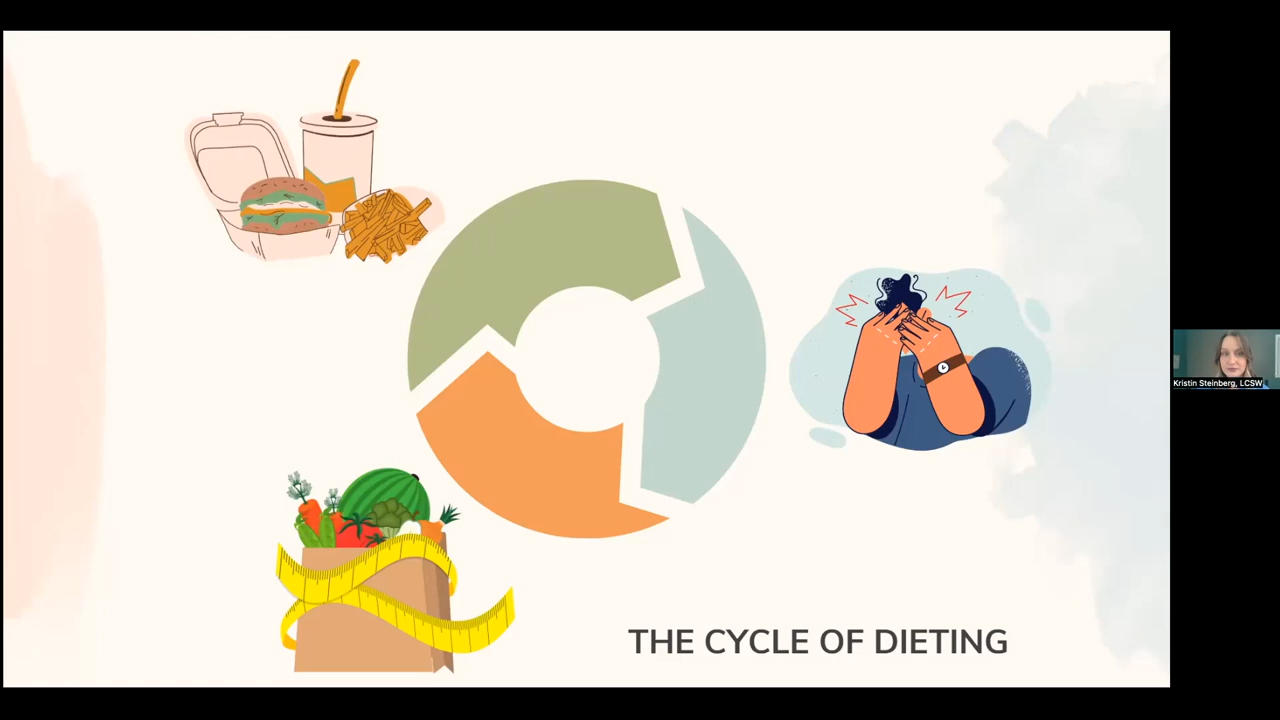 THE CYCLE OF DIETING
Kristin Steinberg, LCSW